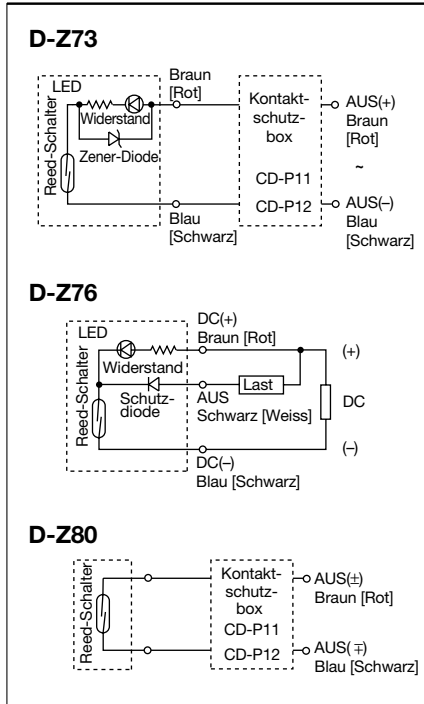 D-Z73
LED
Braun
[Rot]
Widerstand
Zener-Diode
Reed-Schalter
Blau
[Schwarz]
Kontakt-
schutz-
box
CD-P11
CD-P12
AUS(+)
Braun
[Rot]
~
AUS(–)
Blau
[Schwarz]
D-Z76
LED
DC(+)
Braun [Rot]
Widerstand
Schutz-
diode
Reed-Schalter
AUS
Schwarz [Weiss]
Last
(+)
DC
(–)
DC(–)
Blau [Schwarz]
D-Z80
Reed-Schalter
Kontakt-
schutz-
box
CD-P11
CD-P12
AUS(±)
Braun [Rot]
AUS(∓)
Blau [Schwarz]